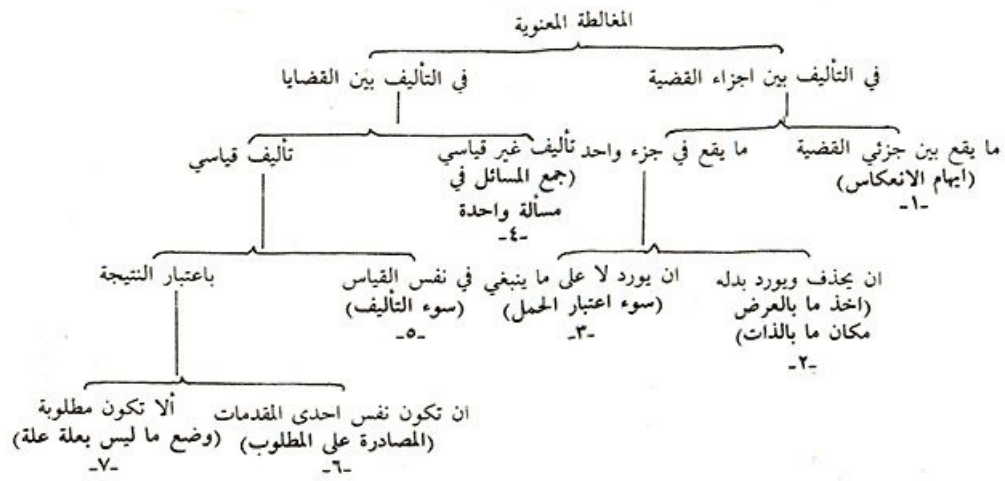 المغالطة المعنوية
في التأليف بين اجزاء القضية
في التأليف بين القضايا
ما يقع بين جزئي القضية
(ايهام الانعكاس)
-١-
ما يقع في جزء واحد
تأليف غير قياسي
(جمع المسائل في
مسألة واحدة
-٤-
تأليف قياسي
ان يحذف ويورد بدله
(اخذ ما بالعرض
مكان ما بالذات)
-٢-
ان يورد لا على ما ينبغي
(سوء اعتبار الحمل)
-٣-
في نفس القياس
(سوء التأليف)
-٥-
باعتبار النتيجة
ان تكون نفس احدى المقدمات
(المصادرة على المطلوب)
-٦-
ألا تكون مطلوبة
(وضع ما ليس بعلة علة)
-٧-